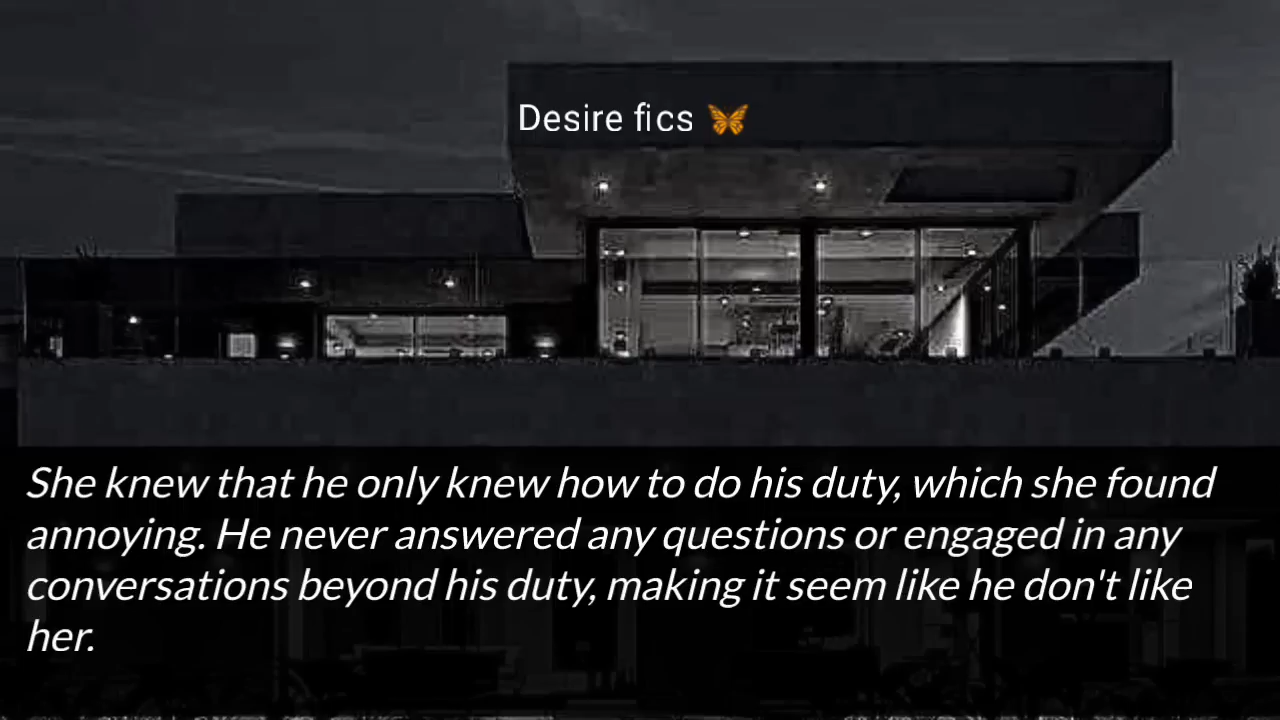 Desire fics 🦋
She knew that he only knew how to do his duty, which she found
annoying. He never answered any questions or engaged in any
conversations beyond his duty, making it seem like he don't like
her.